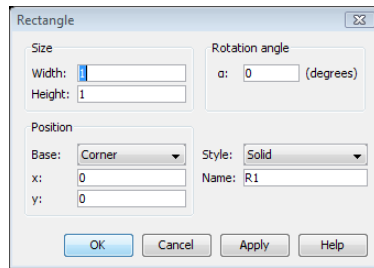 Rectangle
Size
Width: 1
Height: 1
Rotation angle
α: 0 (degrees)
Position
Base: Corner
x: 0
y: 0
Style: Solid
Name: R1
OK Cancel Apply Help